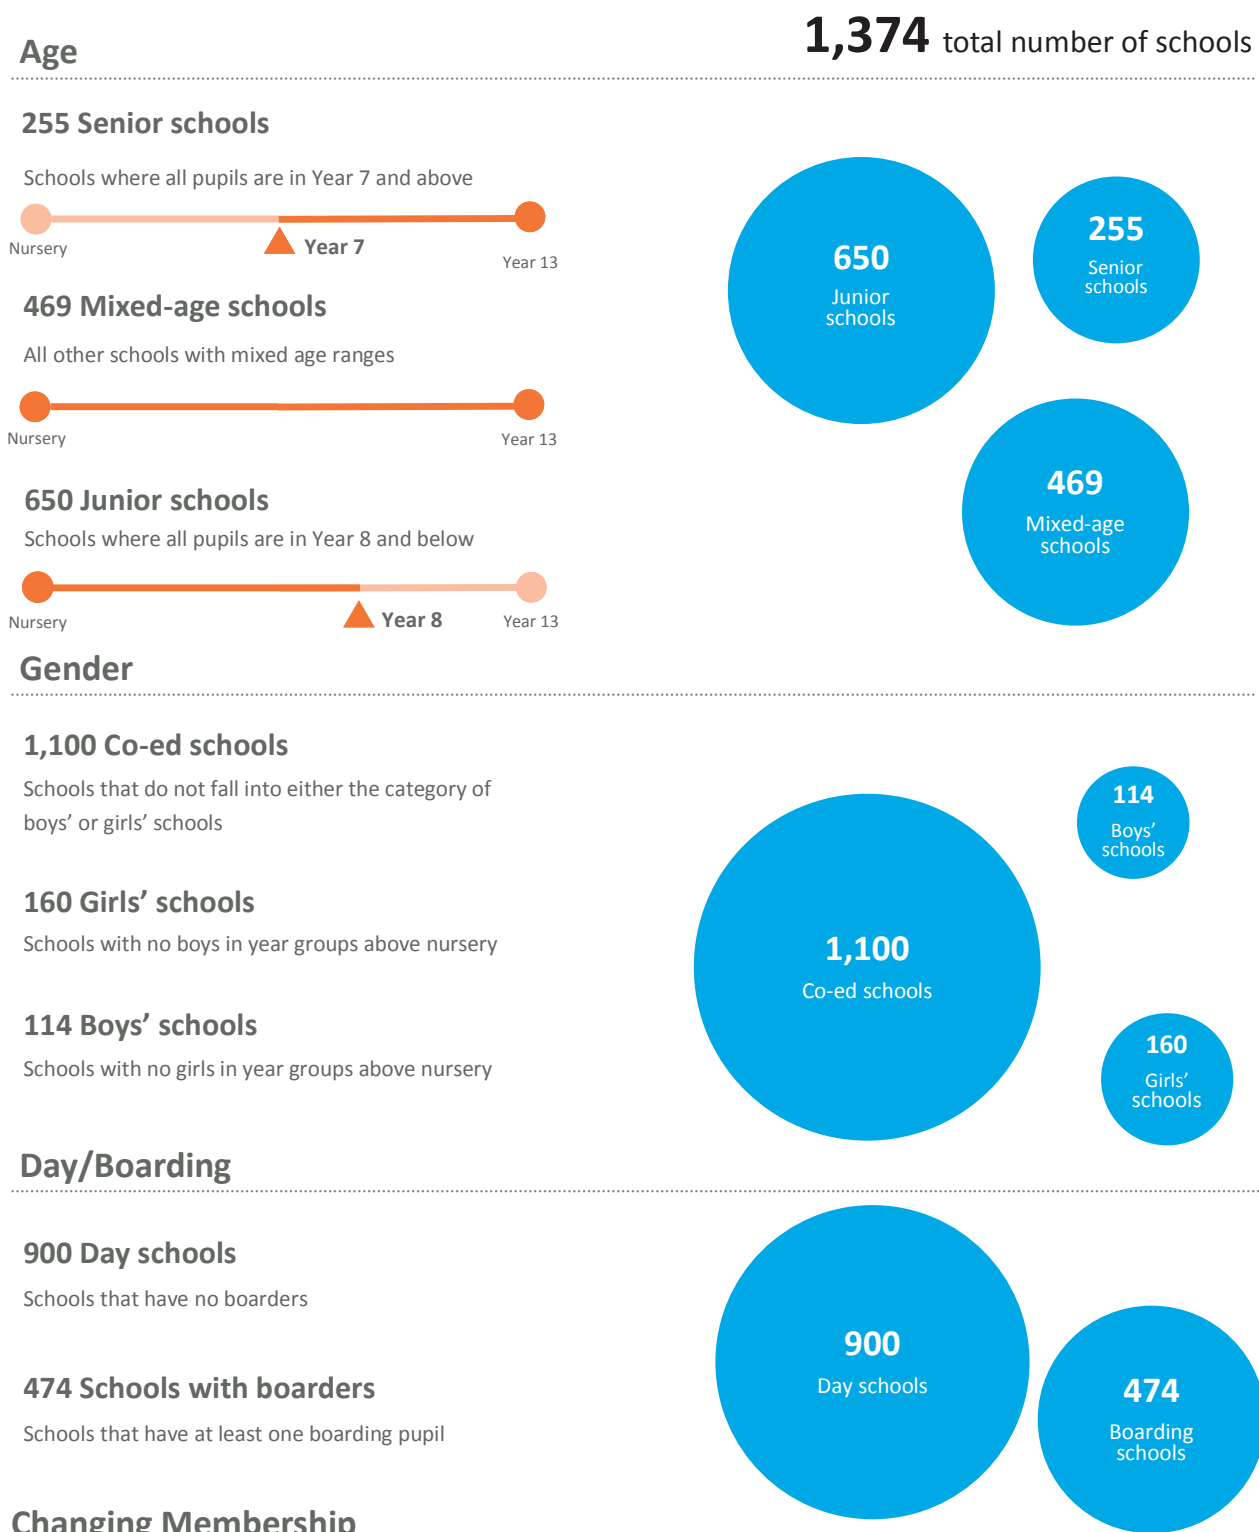 1,374 total number of schools
Age
255 Senior schools
Schools where all pupils are in Year 7 and above
Nursery
Year 7
Year 13
469 Mixed-age schools
All other schools with mixed age ranges
Nursery
Year 13
650 Junior schools
Schools where all pupils are in Year 8 and below
Nursery
Year 8
Year 13
650
Junior
schools
255
Senior
schools
469
Mixed-age
schools
Gender
1,100 Co-ed schools
Schools that do not fall into either the category of
boys’ or girls’ schools
160 Girls’ schools
Schools with no boys in year groups above nursery
114 Boys’ schools
Schools with no girls in year groups above nursery
114
Boys’
schools
1,100
Co-ed schools
160
Girls’
schools
Day/Boarding
900 Day schools
Schools that have no boarders
474 Schools with boarders
Schools that have at least one boarding pupil
900
Day schools
474
Boarding
schools
Changing Membership